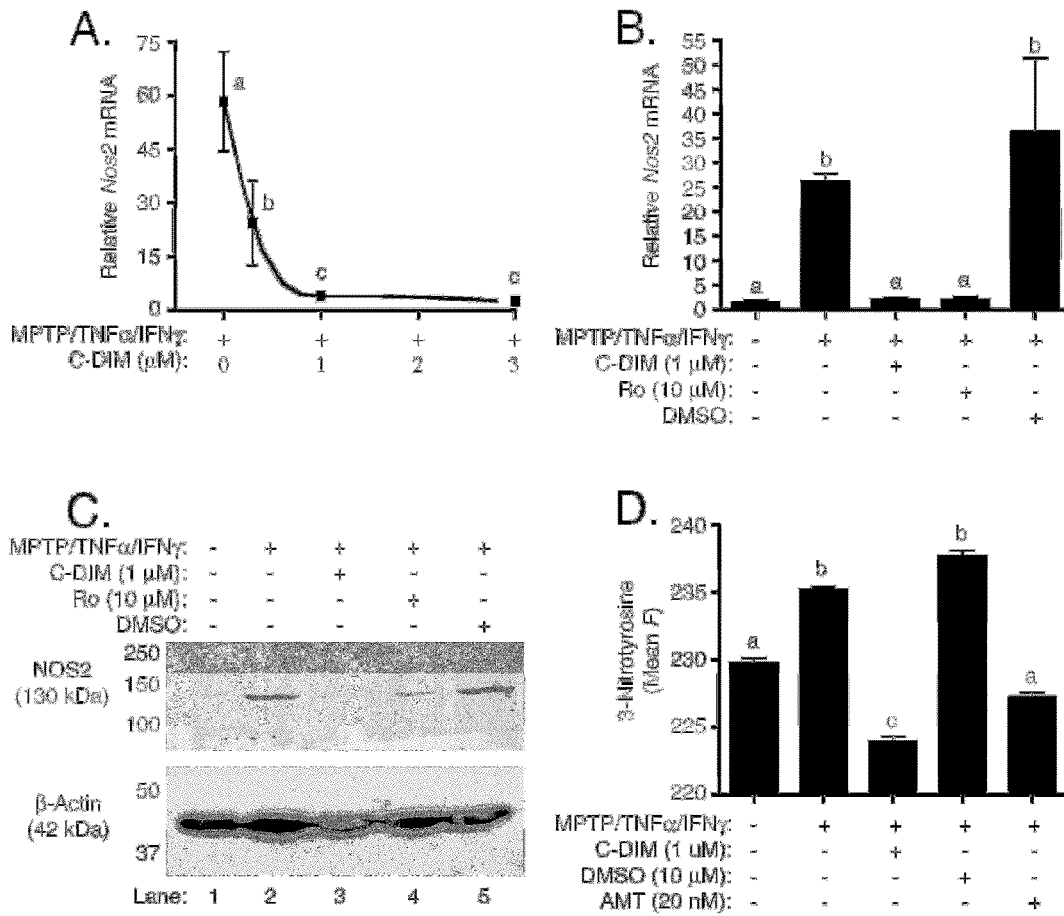 A.
Relative Nos2 mRNA
75
60
45
30
15
0
a
b
c
c
MPTP/TNFα/IFNγ: + + + +
C-DIM (µM): 0 1 2 3
B.
Relative Nos2 mRNA
55
50
45
40
35
30
25
20
15
10
5
0
a b a a b
MPTP/TNFα/IFNγ: - + + + +
C-DIM (1 µM): - - + - -
Ro (10 µM): - - - + -
DMSO: - - - - +
C.
MPTP/TNFα/IFNγ: - + + + +
C-DIM (1 µM): - - + - -
Ro (10 µM): - - - + -
DMSO: - - - - +
NOS2
(130 kDa)
250
150
100
β-Actin
(42 kDa)
50
37
Lane: 1 2 3 4 5
D.
3-Nitrotyrosine
(Mean F)
240
235
230
225
220
a b c b a
MPTP/TNFα/IFNγ: - + + + +
C-DIM (1 uM): - - + - -
DMSO (10 µM): - - - + -
AMT (20 nM): - - - - +